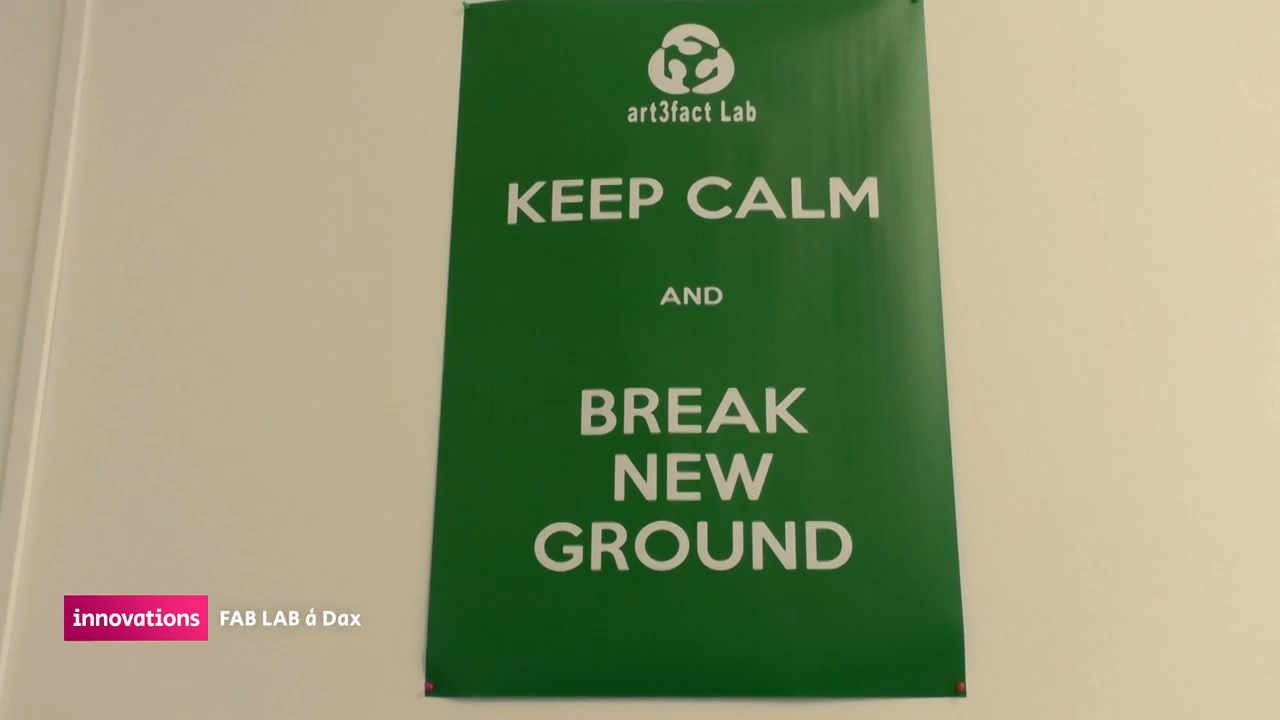 art3fact Lab
KEEP CALM
AND
BREAK
NEW
GROUND
innovations FAB LAB á Dax